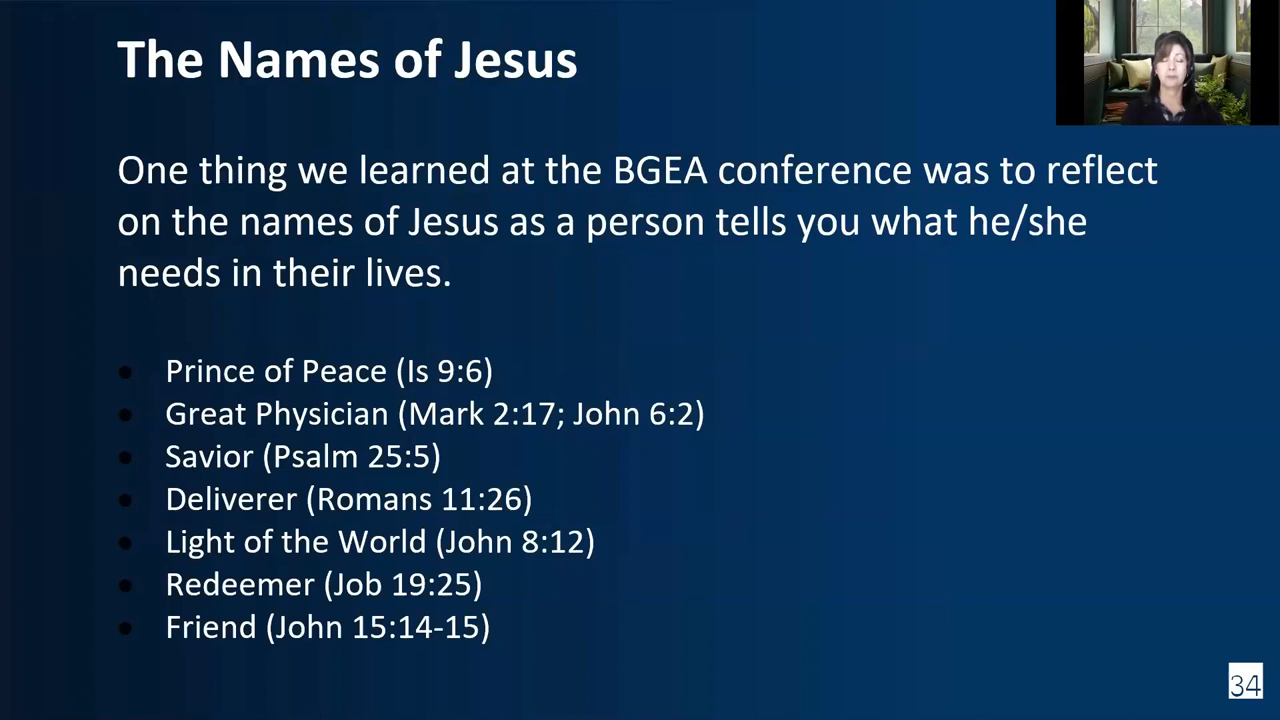 The Names of Jesus
One thing we learned at the BGEA conference was to reflect
on the names of Jesus as a person tells you what he/she
needs in their lives.
Prince of Peace (Is 9:6)
Great Physician (Mark 2:17; John 6:2)
Savior (Psalm 25:5)
Deliverer (Romans 11:26)
Light of the World (John 8:12)
Redeemer (Job 19:25)
Friend (John 15:14-15)
34